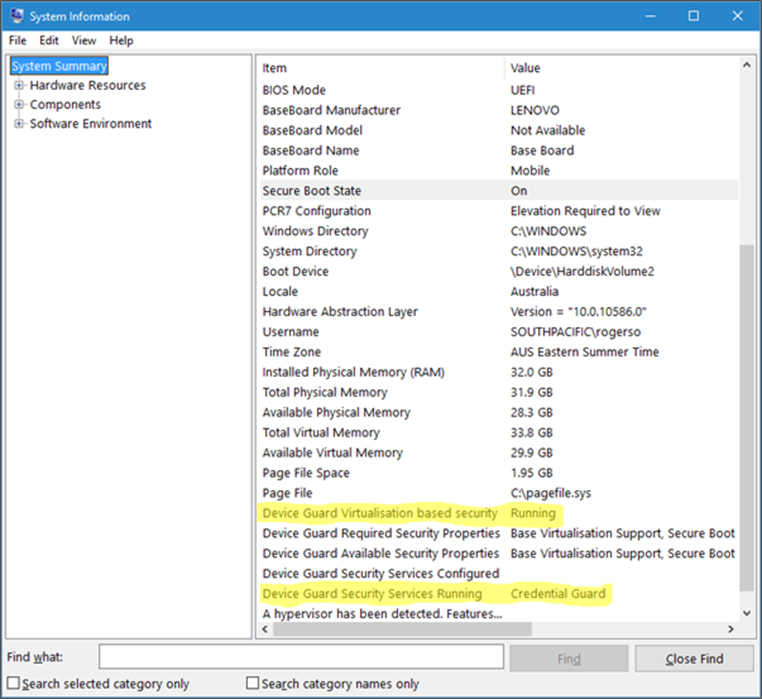 System Information
File Edit View Help
System Summary
Hardware Resources
Components
Software Environment
Item Value
BIOS Mode UEFI
BaseBoard Manufacturer LENOVO
BaseBoard Model Not Available
BaseBoard Name Base Board
Platform Role Mobile
Secure Boot State On
PCR7 Configuration Elevation Required to View
Windows Directory C:\WINDOWS
System Directory C:\WINDOWS\system32
Boot Device \Device\HarddiskVolume2
Locale Australia
Hardware Abstraction Layer Version = "10.0.10586.0"
Username SOUTHPACIFIC\rogerso
Time Zone AUS Eastern Summer Time
Installed Physical Memory (RAM) 32.0 GB
Total Physical Memory 31.9 GB
Available Physical Memory 28.3 GB
Total Virtual Memory 33.8 GB
Available Virtual Memory 29.9 GB
Page File Space 1.95 GB
Page File C:\pagefile.sys
Device Guard Virtualisation based security Running
Device Guard Required Security Properties Base Virtualisation Support, Secure Boot
Device Guard Available Security Properties Base Virtualisation Support, Secure Boot
Device Guard Security Services Configured
Device Guard Security Services Running Credential Guard
A hypervisor has been detected. Features...
Find what: Find Close Find
Search selected category only Search category names only